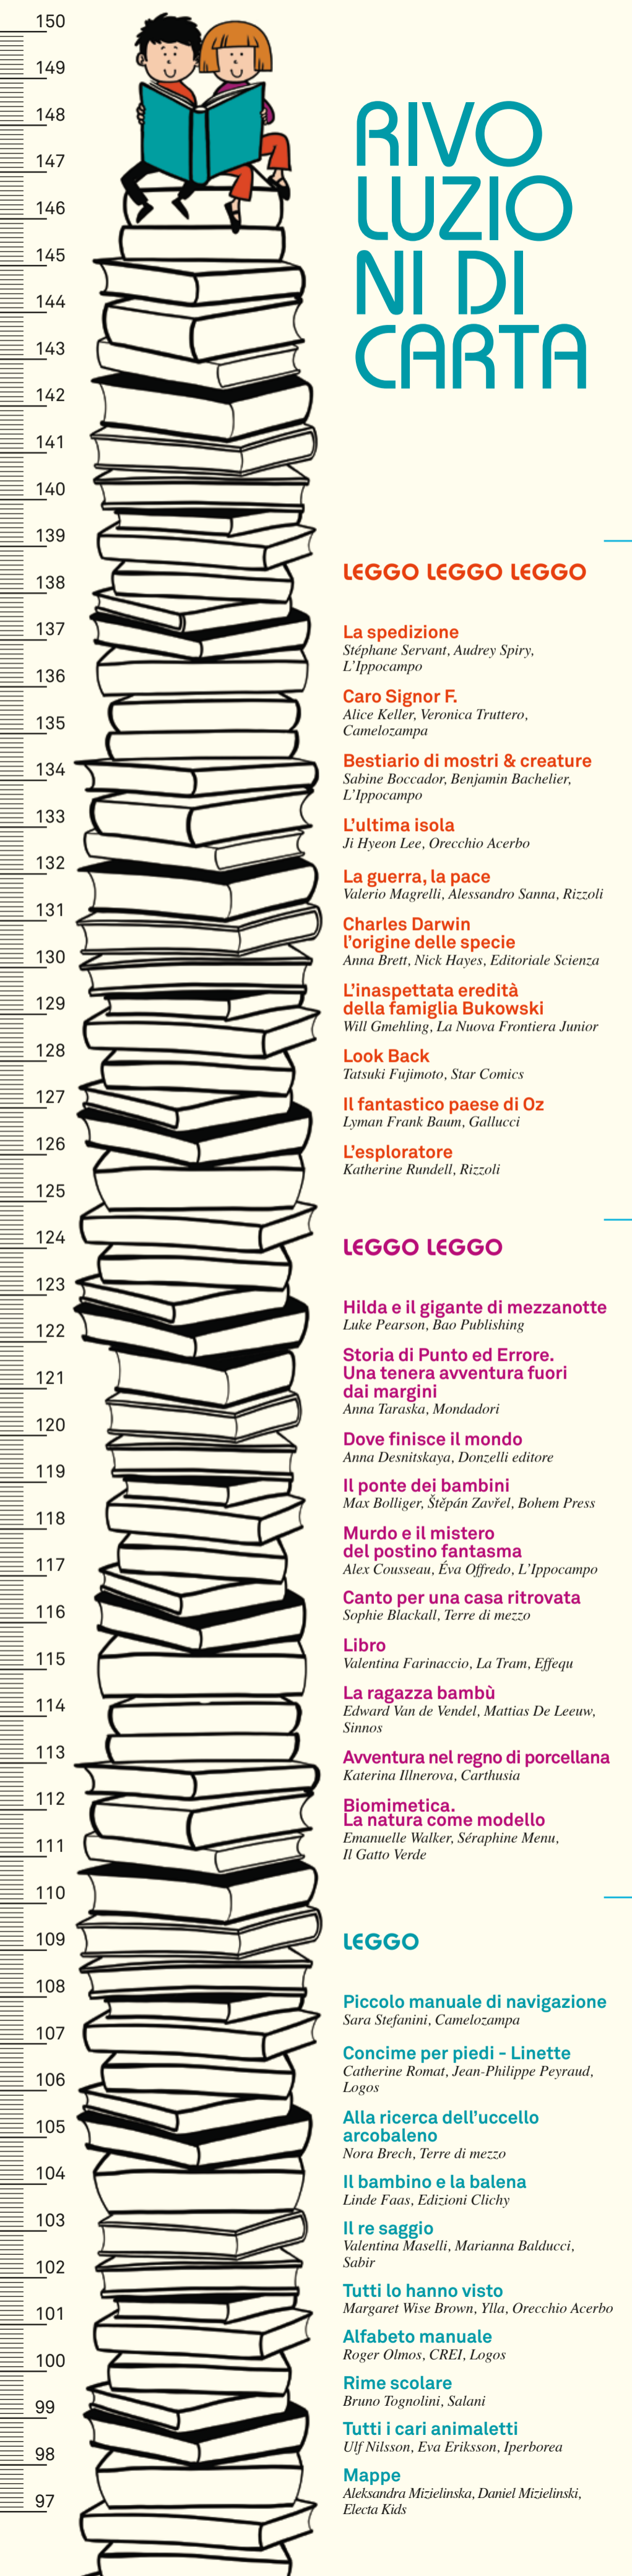 150
149
148
147
146
145
144
143
142
141
140
139
138
137
136
135
134
133
132
131
130
129
128
127
126
125
124
123
122
121
120
119
118
117
116
115
114
113
112
111
110
109
108
107
106
105
104
103
102
101
100
99
98
97
RIVO
LUZIO
NI DI
CARTA
LEGGO LEGGO LEGGO
La spedizione
Stéphane Servant, Audrey Spiry,
L'Ippocampo
Caro Signor F.
Alice Keller, Veronica Truttero,
Camelozampa
Bestiario di mostri & creature
Sabine Boccador, Benjamin Bachelier,
L'Ippocampo
L'ultima isola
Ji Hyeon Lee, Orecchio Acerbo
La guerra, la pace
Valerio Magrelli, Alessandro Sanna, Rizzoli
Charles Darwin
l'origine delle specie
Anna Brett, Nick Hayes, Editoriale Scienza
L'inaspettata eredità
della famiglia Bukowski
Will Gmehling, La Nuova Frontiera Junior
Look Back
Tatsuki Fujimoto, Star Comics
Il fantastico paese di Oz
Lyman Frank Baum, Gallucci
L'esploratore
Katherine Rundell, Rizzoli
LEGGO LEGGO
Hilda e il gigante di mezzanotte
Luke Pearson, Bao Publishing
Storia di Punto ed Errore.
Una tenera avventura fuori
dai margini
Anna Taraska, Mondadori
Dove finisce il mondo
Anna Desnitskaya, Donzelli editore
Il ponte dei bambini
Max Bolliger, Štěpán Zavřel, Bohem Press
Murdo e il mistero
del postino fantasma
Alex Cousseau, Éva Offredo, L'Ippocampo
Canto per una casa ritrovata
Sophie Blackall, Terre di mezzo
Libro
Valentina Farinaccio, La Tram, Effequ
La ragazza bambù
Edward Van de Vendel, Mattias De Leeuw,
Sinnos
Avventura nel regno di porcellana
Katerina Illnerova, Carthusia
Biomimetica.
La natura come modello
Emanuelle Walker, Séraphine Menu,
Il Gatto Verde
LEGGO
Piccolo manuale di navigazione
Sara Stefanini, Camelozampa
Concime per piedi - Linette
Catherine Romat, Jean-Philippe Peyraud,
Logos
Alla ricerca dell'uccello
arcobaleno
Nora Brech, Terre di mezzo
Il bambino e la balena
Linde Faas, Edizioni Clichy
Il re saggio
Valentina Maselli, Marianna Balducci,
Sabir
Tutti lo hanno visto
Margaret Wise Brown, Ylla, Orecchio Acerbo
Alfabeto manuale
Roger Olmos, CREI, Logos
Rime scolare
Bruno Tognolini, Salani
Tutti i cari animaletti
Ulf Nilsson, Eva Eriksson, Iperborea
Mappe
Aleksandra Mizielinska, Daniel Mizielinski,
Electa Kids